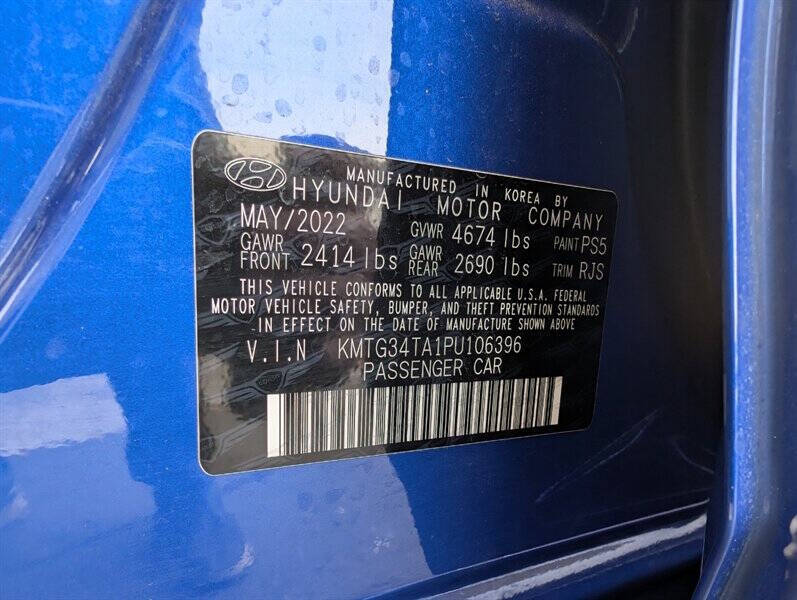 MANUFACTURED IN KOREA BY
HYUNDAI MOTOR COMPANY
MAY/2022 GVWR 4674 lbs PAINT PS5
GAWR FRONT 2414 lbs GAWR REAR 2690 lbs TRIM RJS
THIS VEHICLE CONFORMS TO ALL APPLICABLE U.S.A. FEDERAL
MOTOR VEHICLE SAFETY, BUMPER, AND THEFT PREVENTION STANDARDS
IN EFFECT ON THE DATE OF MANUFACTURE SHOWN ABOVE
V.I.N KMTG34TA1PU106396
PASSENGER CAR